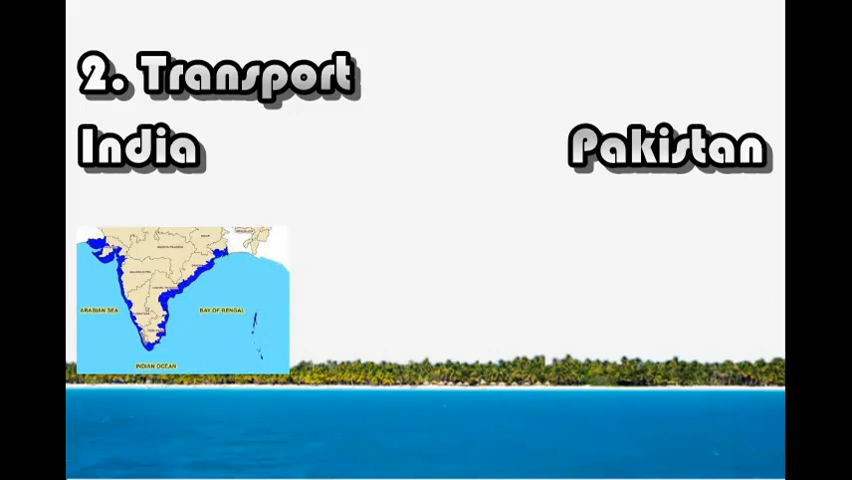 2. Transport
India
Pakistan
ARABIAN SEA
BAY OF BENGAL
INDIAN OCEAN